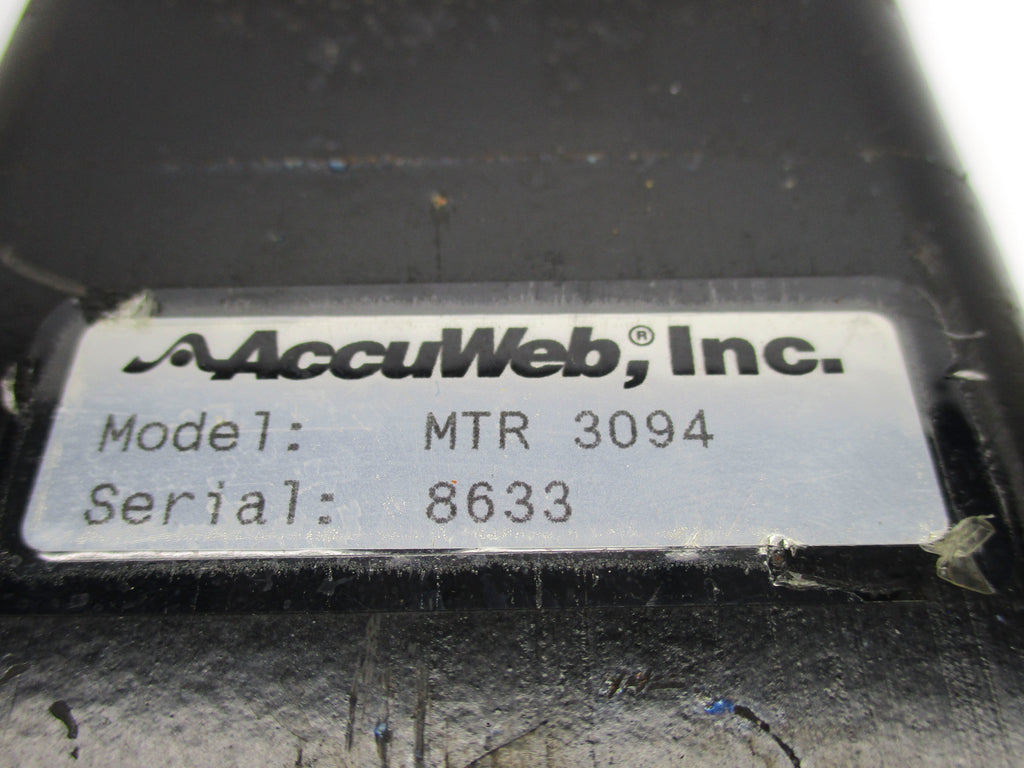 AccuWeb,® Inc.
Model: MTR 3094
Serial: 8633